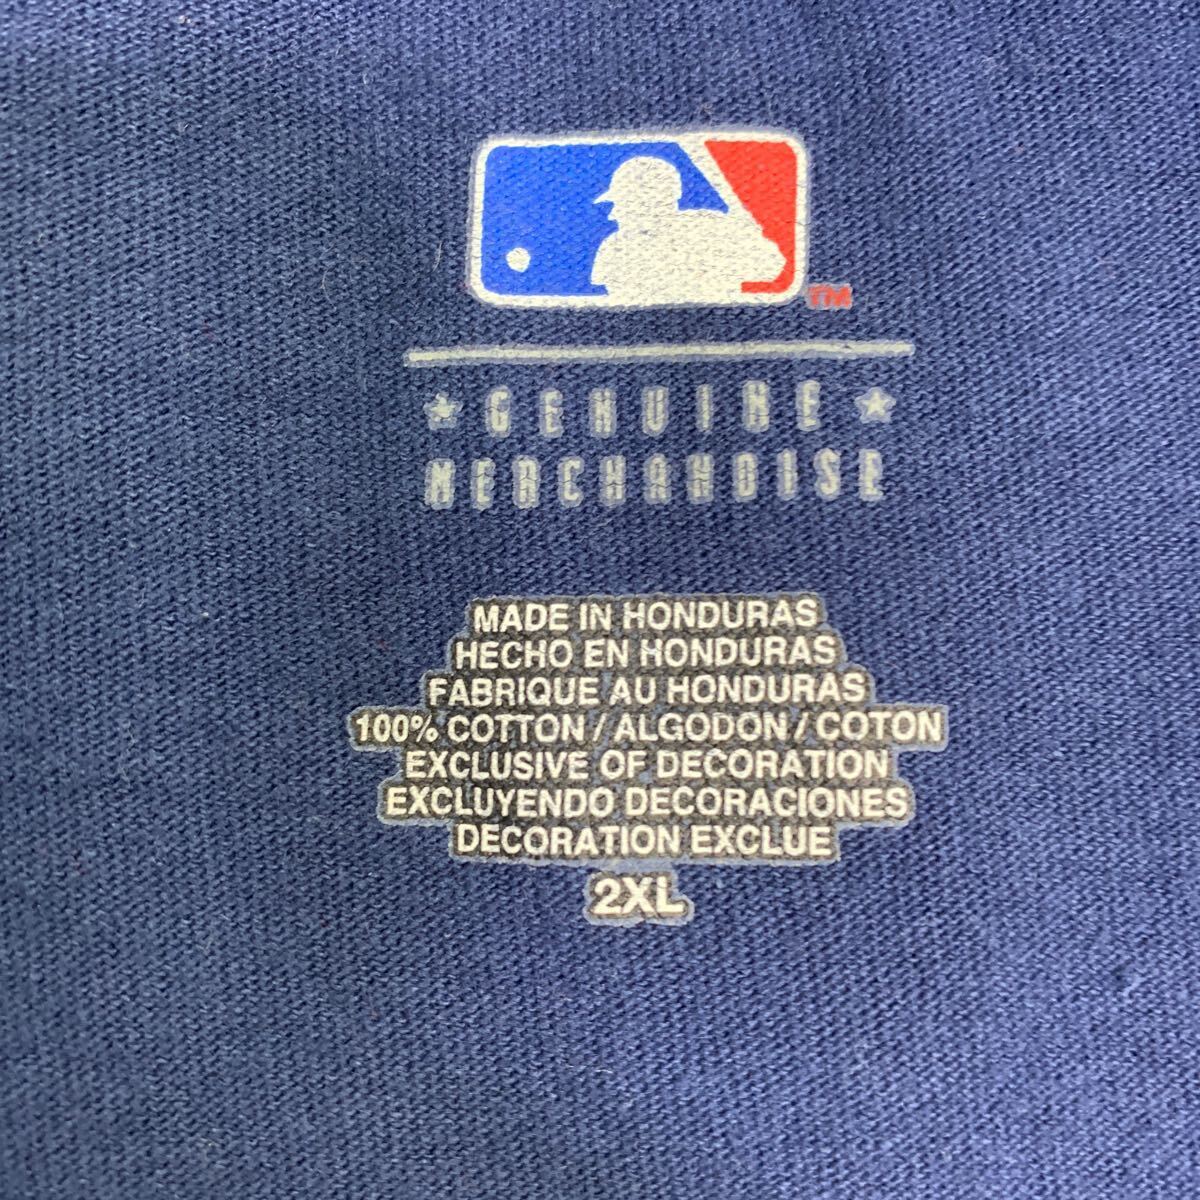 TM
★ GENUINE ★
MERCHANDISE
MADE IN HONDURAS
HECHO EN HONDURAS
FABRIQUE AU HONDURAS
100% COTTON / ALGODON / COTON
EXCLUSIVE OF DECORATION
EXCLUYENDO DECORACIONES
DECORATION EXCLUE
2XL